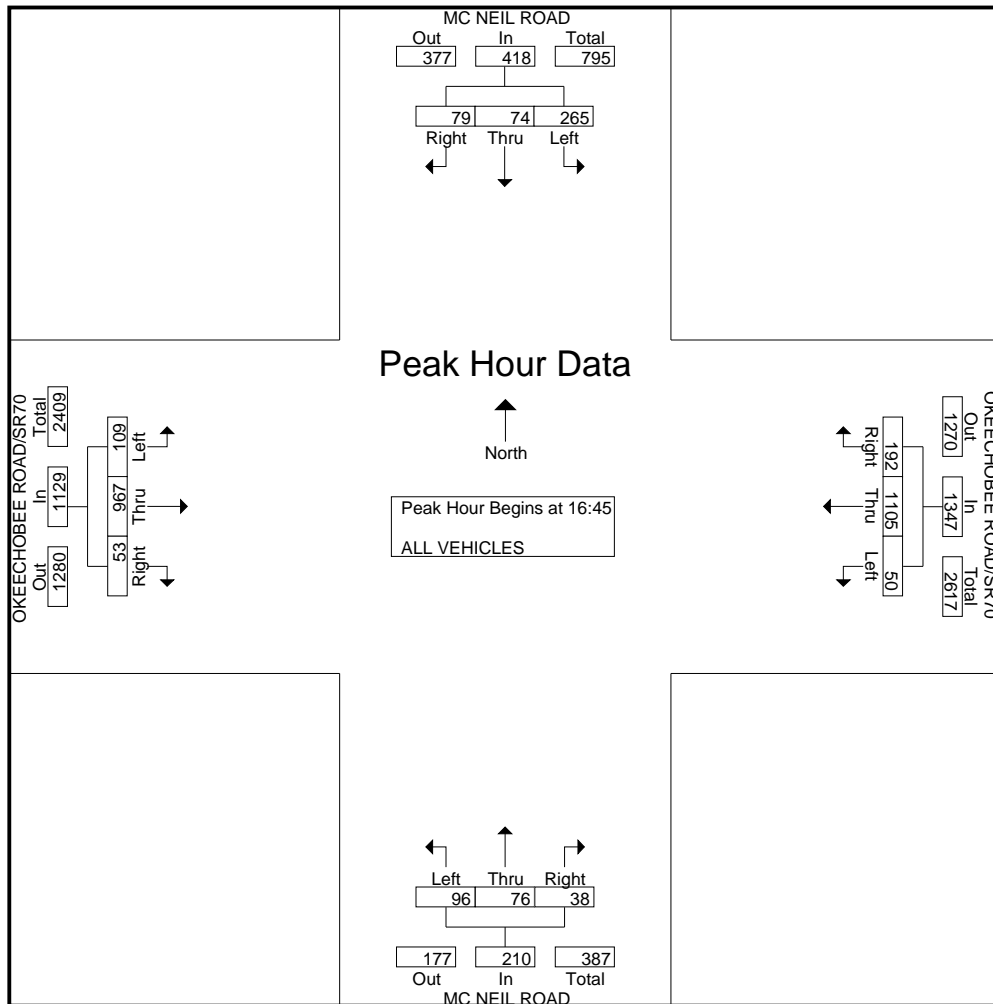 MC NEIL ROAD
Out In Total
377 418 795
79 74 265
Right Thru Left
Peak Hour Data
North
Peak Hour Begins at 16:45
ALL VEHICLES
OKEECHOBEE ROAD/SR70
Out In Total
1280 1129 2409
Right Thru Left
53 967 109
OKEECHOBEE ROAD/SR70
Out In Total
1270 1347 2617
192 1105 50
Right Thru Left
Left Thru Right
96 76 38
177 210 387
Out In Total
MC NEIL ROAD